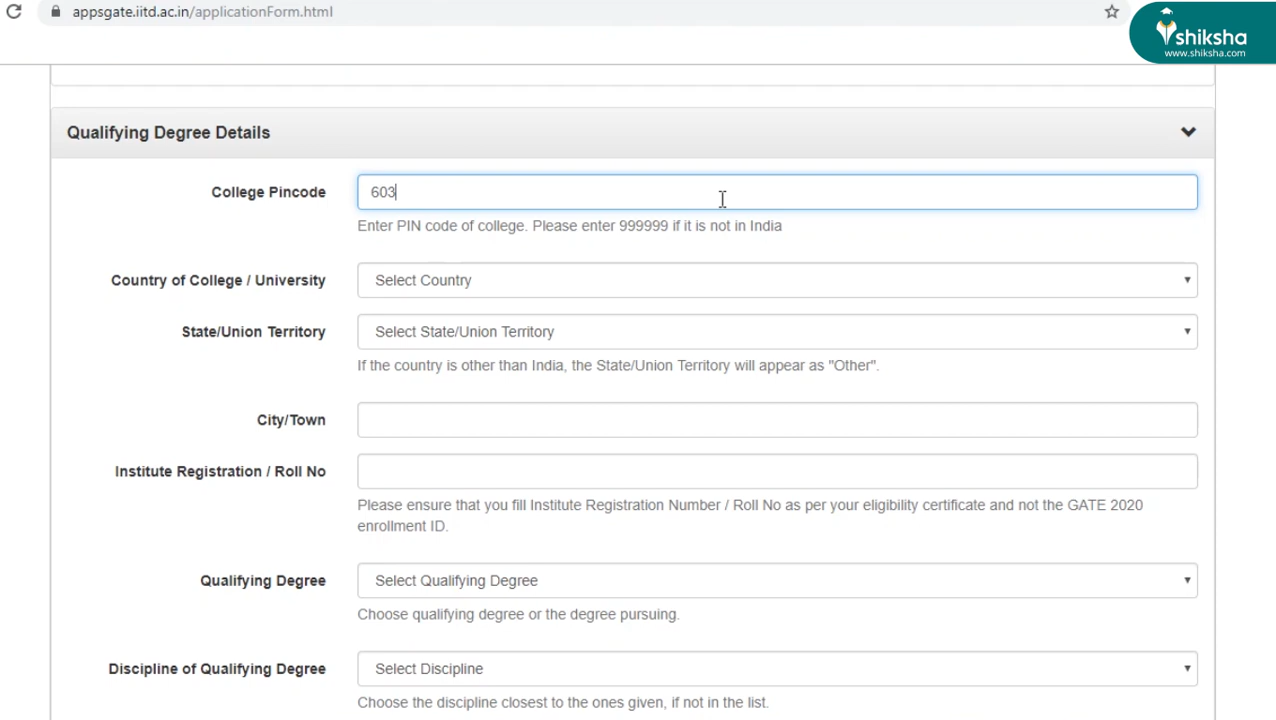 appsgate.iitd.ac.in/applicationForm.html
shiksha
www.shiksha.com
Qualifying Degree Details
College Pincode
603
Enter PIN code of college. Please enter 999999 if it is not in India
Country of College / University
Select Country
State/Union Territory
Select State/Union Territory
If the country is other than India, the State/Union Territory will appear as "Other".
City/Town
Institute Registration / Roll No
Please ensure that you fill Institute Registration Number / Roll No as per your eligibility certificate and not the GATE 2020
enrollment ID.
Qualifying Degree
Select Qualifying Degree
Choose qualifying degree or the degree pursuing.
Discipline of Qualifying Degree
Select Discipline
Choose the discipline closest to the ones given, if not in the list.